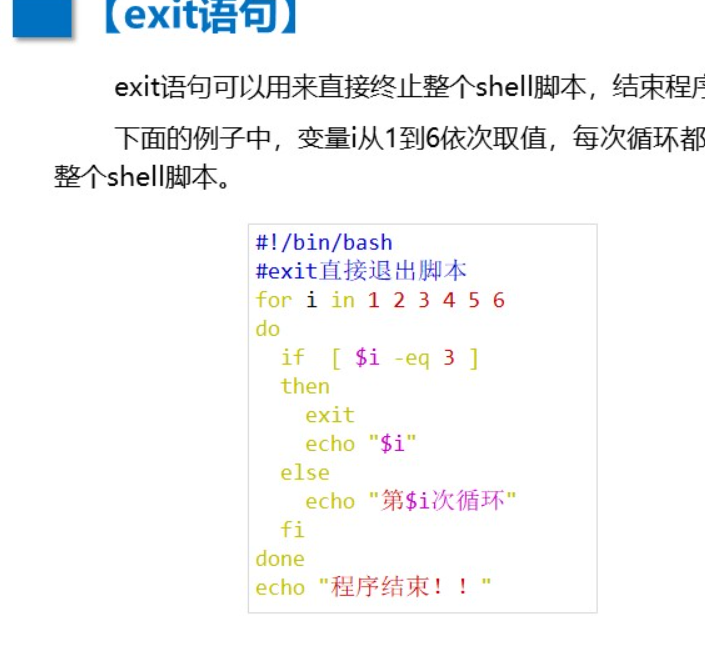 【exit语句】
exit语句可以用来直接终止整个shell脚本，结束程序
下面的例子中，变量i从1到6依次取值，每次循环都
整个shell脚本。
#!/bin/bash
#exit直接退出脚本
for i in 1 2 3 4 5 6
do
  if  [ $i -eq 3 ]
  then
    exit
    echo "$i"
  else
    echo "第$i次循环"
  fi
done
echo "程序结束！！"